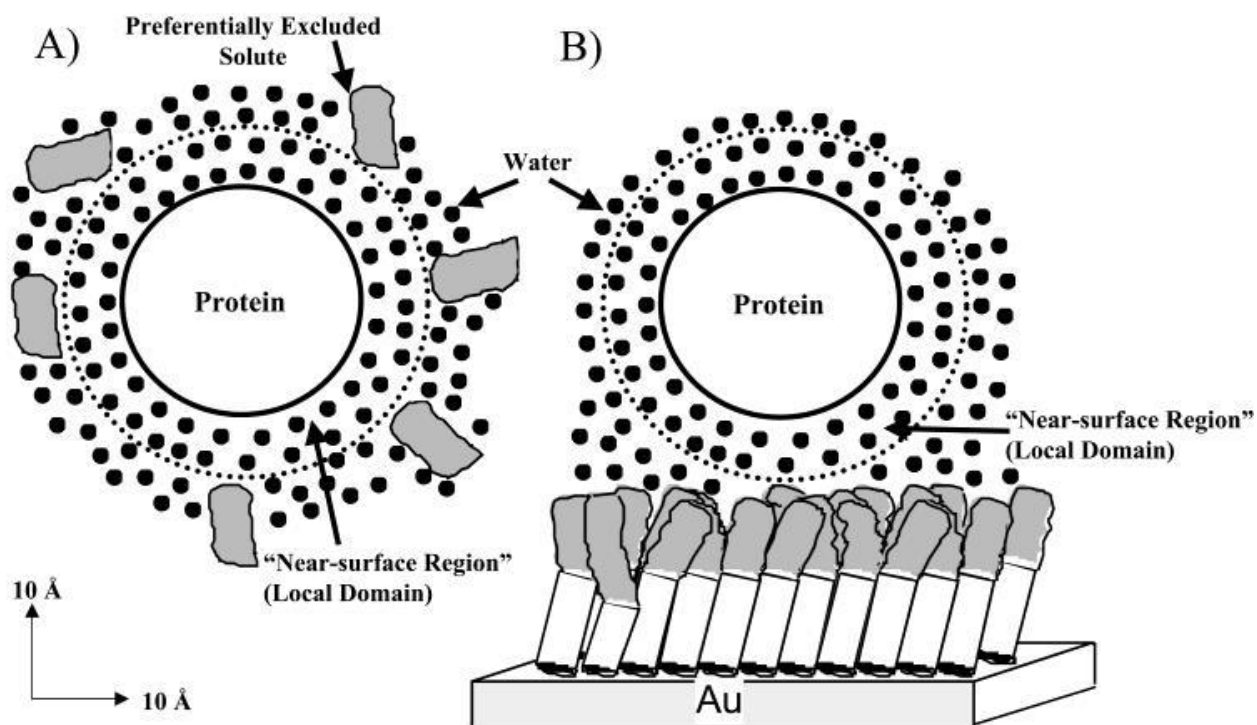 A)
Preferentially Excluded
Solute
B)
Water
Protein
Protein
“Near-surface Region”
(Local Domain)
“Near-surface Region”
(Local Domain)
10 Å
10 Å
Au